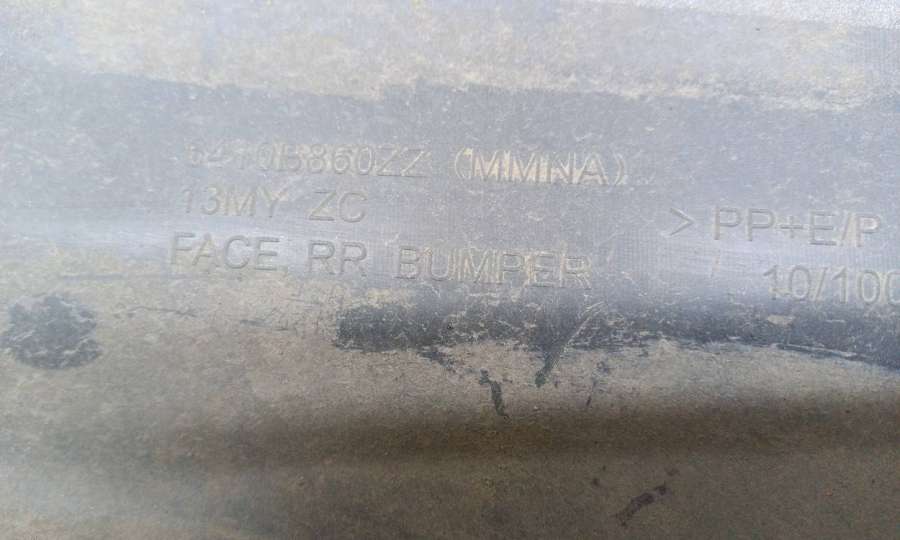 6410B860ZZ (MMNA)
13MY ZC
FACE, RR BUMPER
> PP+E/P
10/100